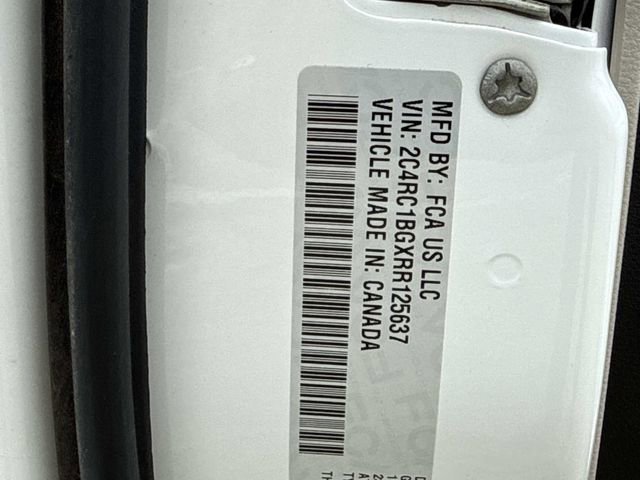 MFD BY: FCA US LLC
VIN: 2C4RC1BGXRR125637
VEHICLE MADE IN: CANADA